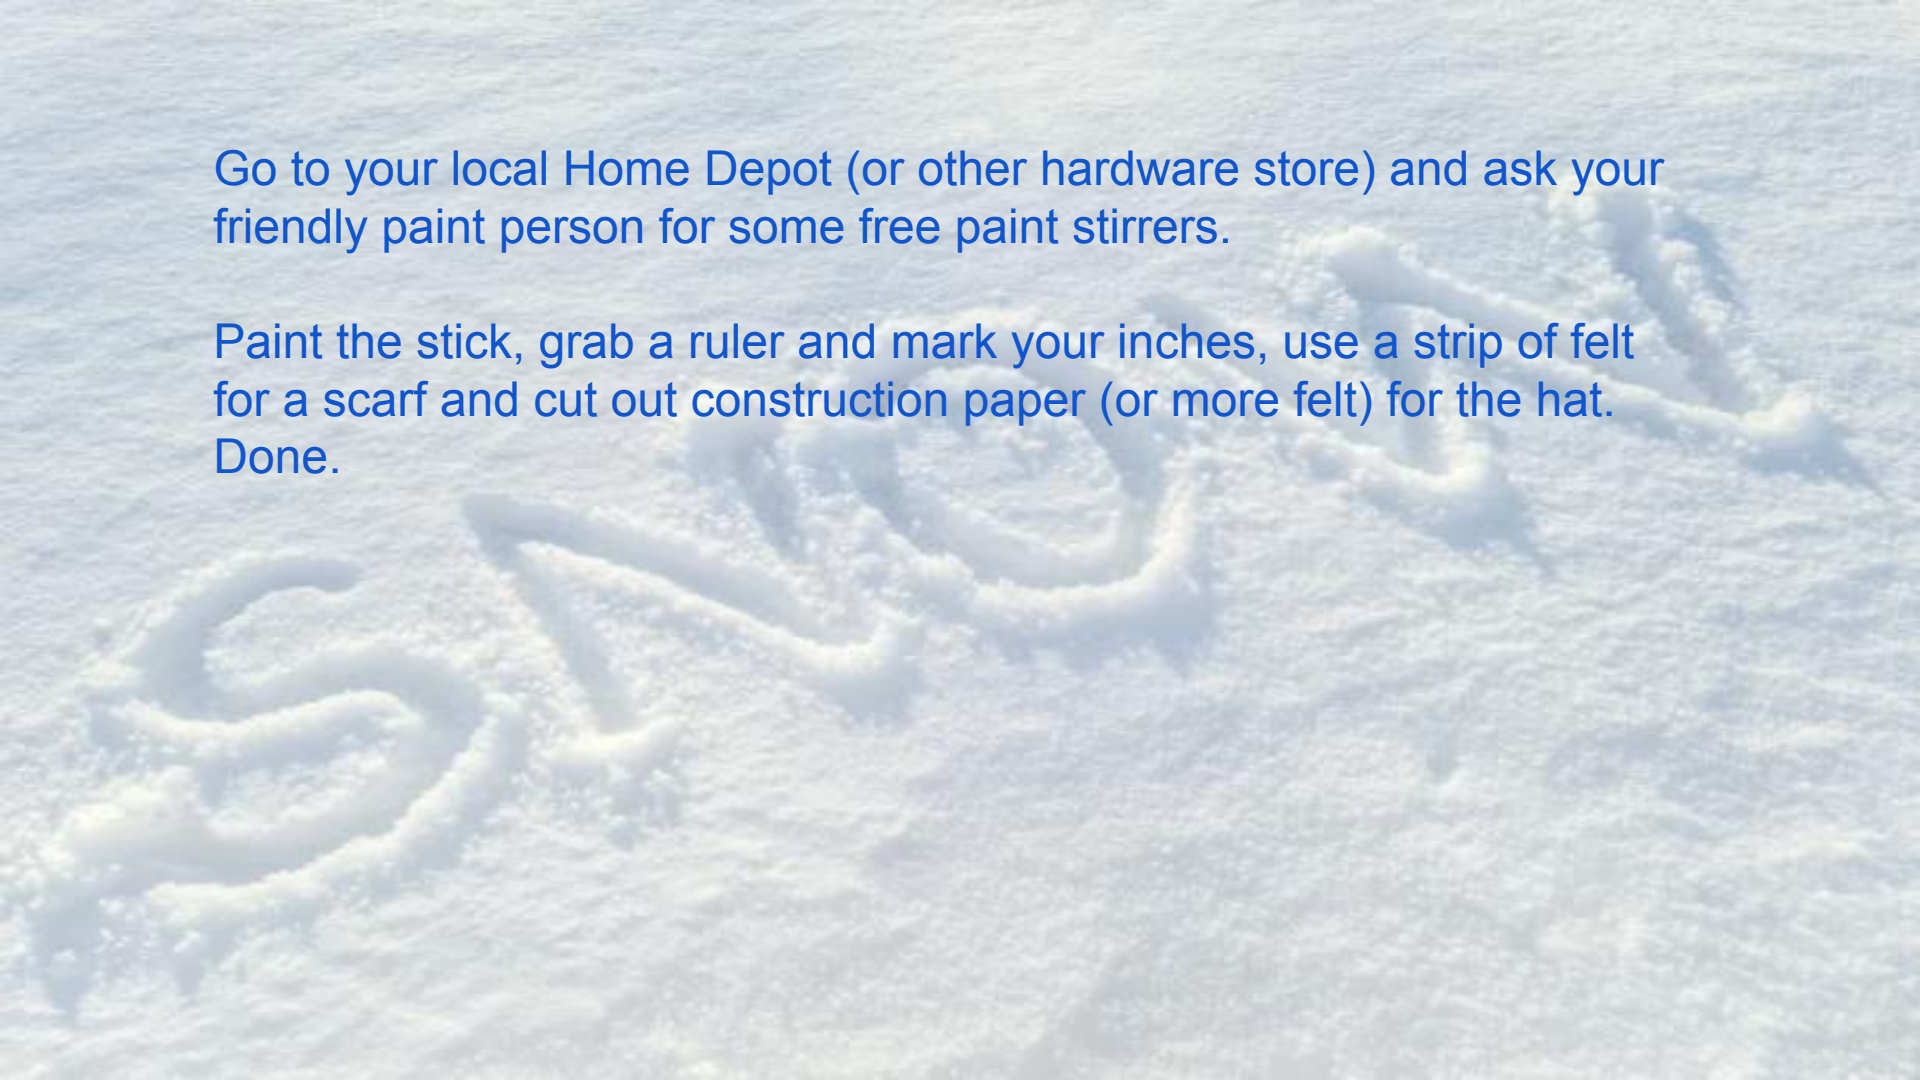 Go to your local Home Depot (or other hardware store) and ask your
friendly paint person for some free paint stirrers.
Paint the stick, grab a ruler and mark your inches, use a strip of felt
for a scarf and cut out construction paper (or more felt) for the hat.
Done.
SNOW